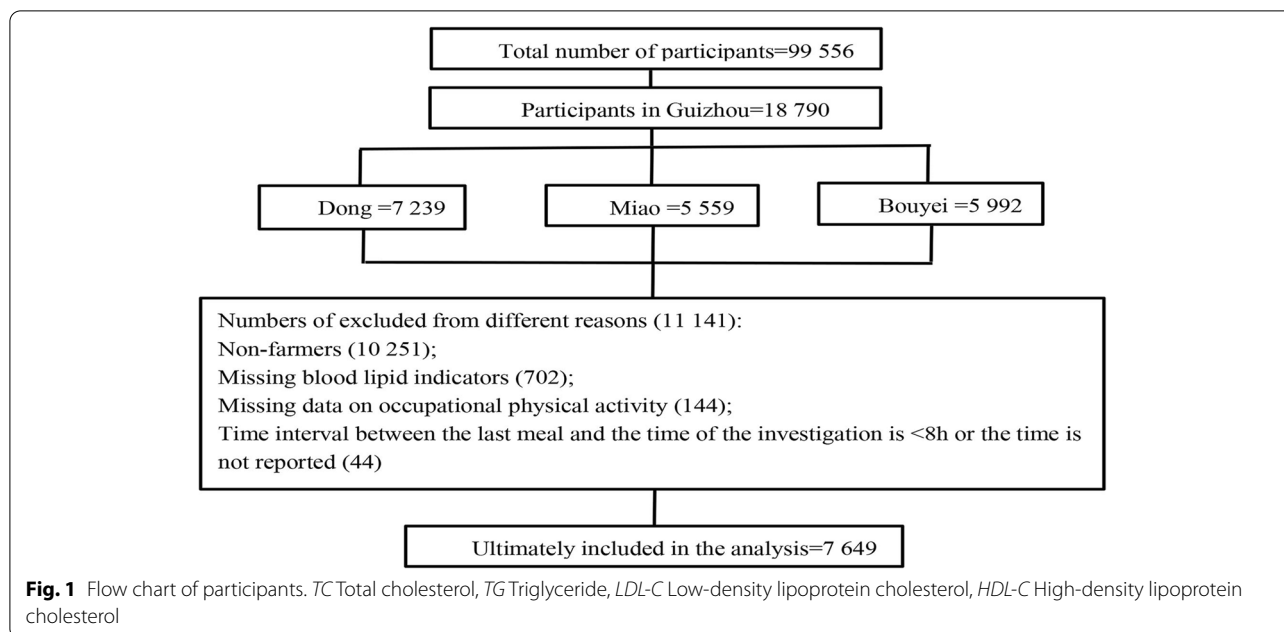 Total number of participants=99 556
Participants in Guizhou=18 790
Dong =7 239
Miao =5 559
Bouyei =5 992
Numbers of excluded from different reasons (11 141):
Non-farmers (10 251);
Missing blood lipid indicators (702);
Missing data on occupational physical activity (144);
Time interval between the last meal and the time of the investigation is <8h or the time is
not reported (44)
Ultimately included in the analysis=7 649
Fig. 1 Flow chart of participants. TC Total cholesterol, TG Triglyceride, LDL-C Low-density lipoprotein cholesterol, HDL-C High-density lipoprotein
cholesterol